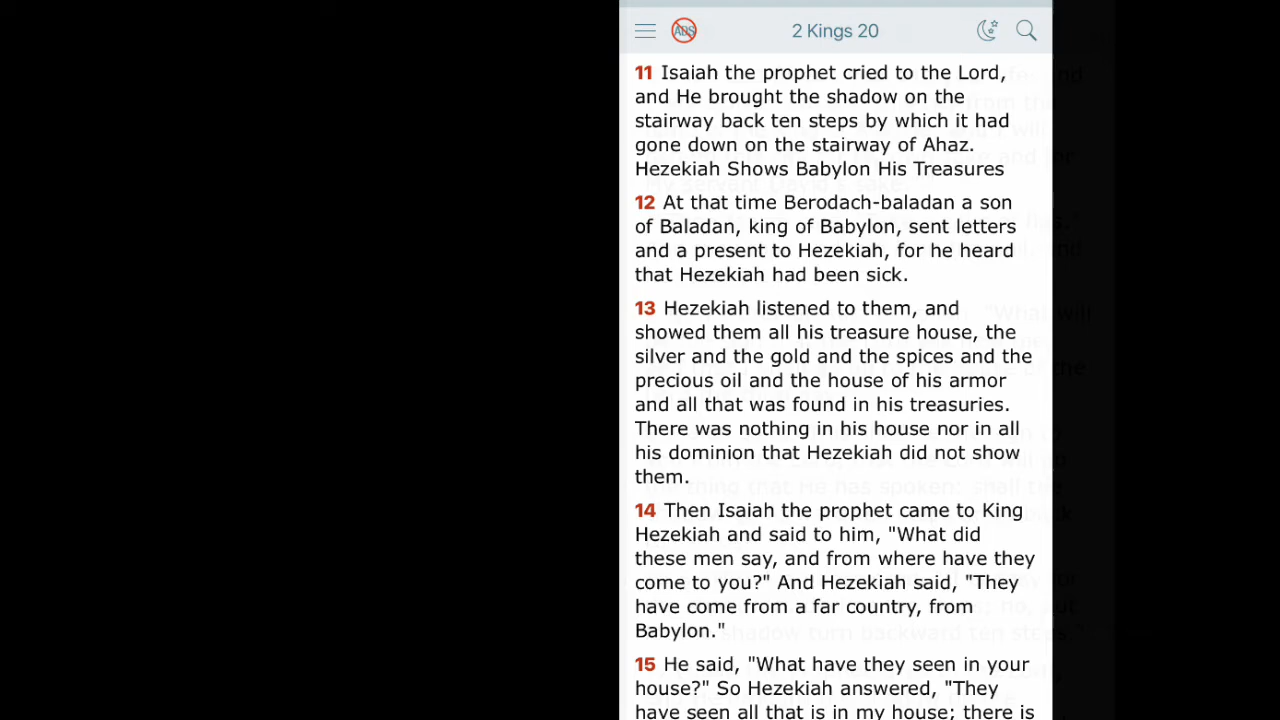 ADS
2 Kings 20
11 Isaiah the prophet cried to the Lord,
and He brought the shadow on the
stairway back ten steps by which it had
gone down on the stairway of Ahaz.
Hezekiah Shows Babylon His Treasures
12 At that time Berodach-baladan a son
of Baladan, king of Babylon, sent letters
and a present to Hezekiah, for he heard
that Hezekiah had been sick.
13 Hezekiah listened to them, and
showed them all his treasure house, the
silver and the gold and the spices and the
precious oil and the house of his armor
and all that was found in his treasuries.
There was nothing in his house nor in all
his dominion that Hezekiah did not show
them.
14 Then Isaiah the prophet came to King
Hezekiah and said to him, "What did
these men say, and from where have they
come to you?" And Hezekiah said, "They
have come from a far country, from
Babylon."
15 He said, "What have they seen in your
house?" So Hezekiah answered, "They
have seen all that is in my house; there is